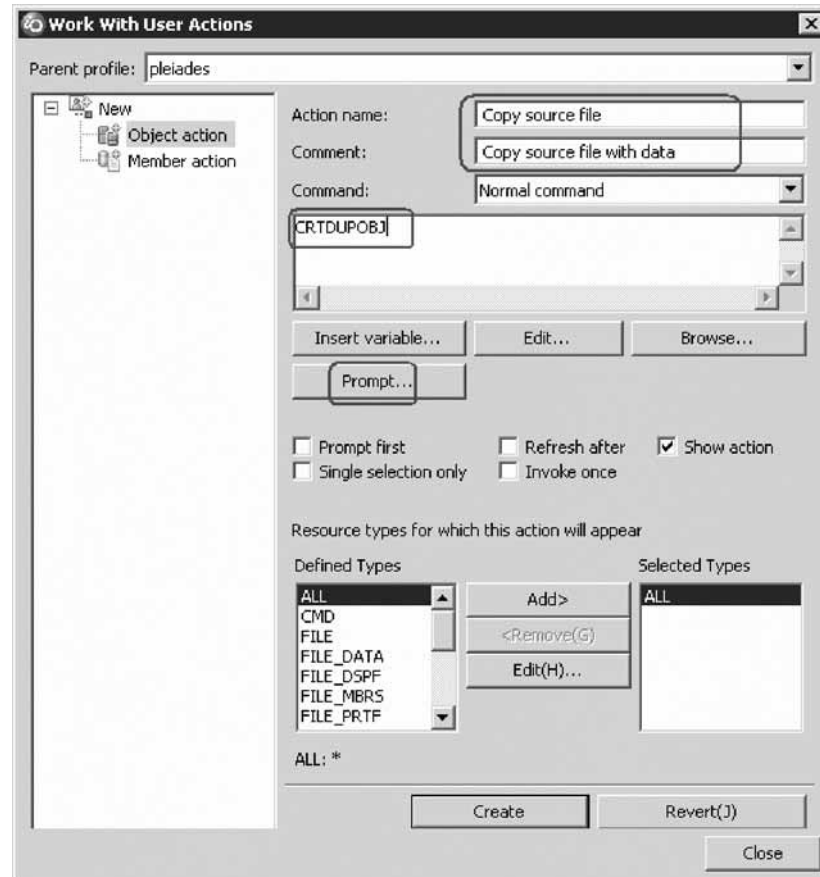 Work With User Actions
Parent profile: pleiades
New
Object action
Member action
Action name: Copy source file
Comment: Copy source file with data
Command: Normal command
CRTDUPOBJ
Insert variable... Edit... Browse...
Prompt...
Prompt first Refresh after Show action
Single selection only Invoke once
Resource types for which this action will appear
Defined Types Selected Types
ALL
CMD
FILE
FILE_DATA
FILE_DSPF
FILE_MBRS
FILE_PRTF
Add>
<Remove(G)
Edit(H)...
ALL
ALL: *
Create Revert(J)
Close